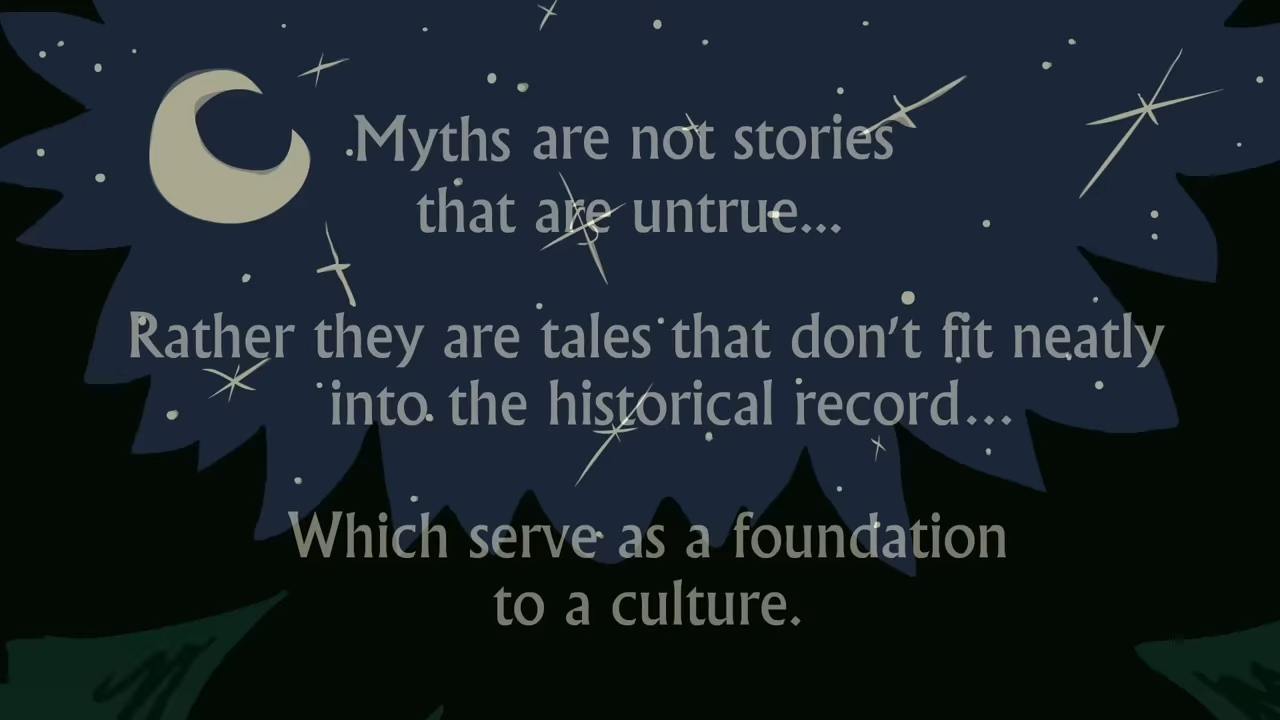 Myths are not stories
that are untrue...
Rather they are tales that don't fit neatly
into the historical record...
Which serve as a foundation
to a culture.